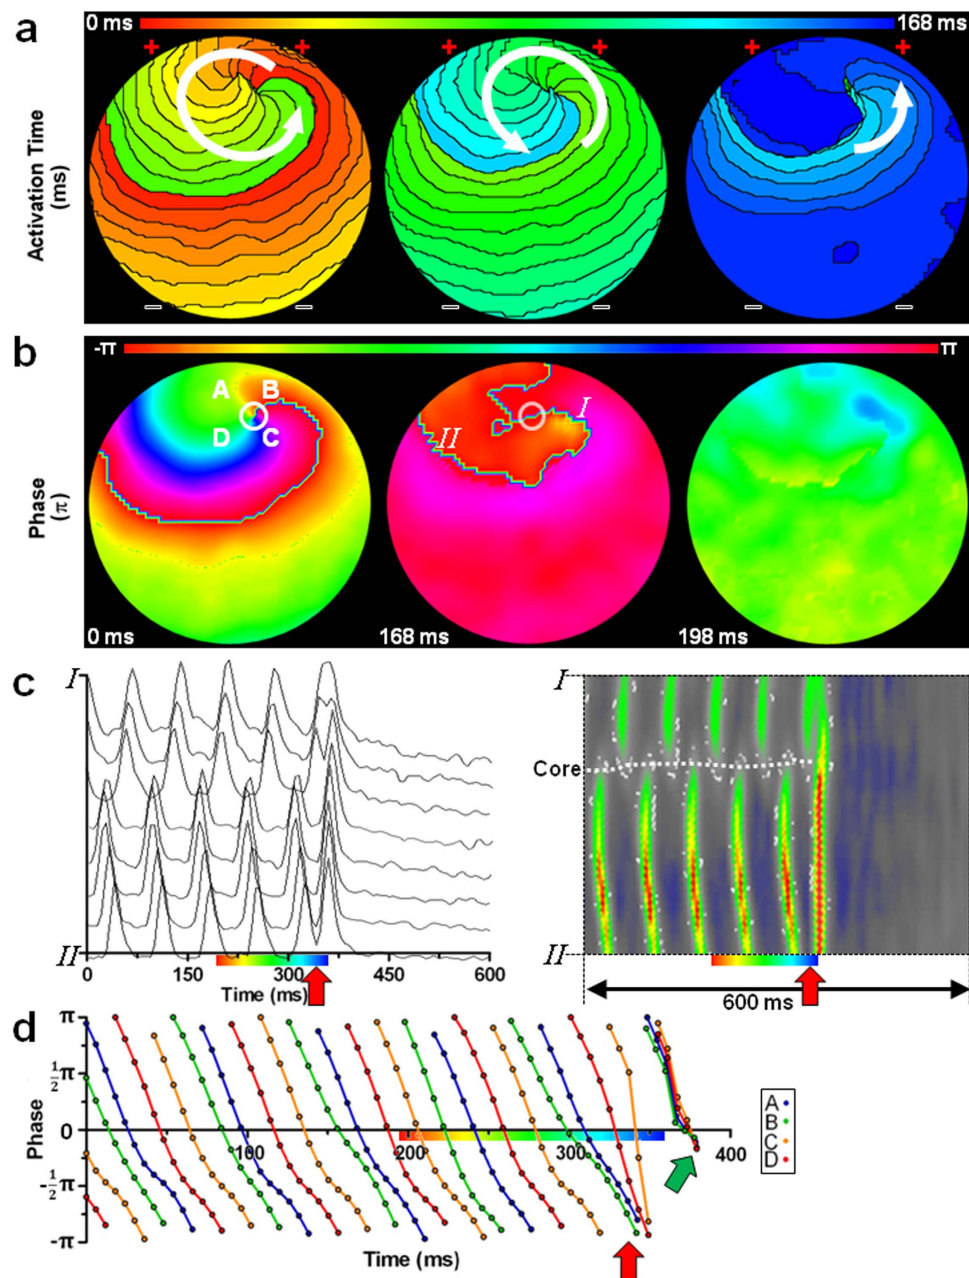 a
0 ms
168 ms
Activation Time
(ms)
+ + + + + +
− − − − − −
b
-π
π
Phase
(π)
A B
D C
I
II
0 ms
168 ms
198 ms
c
I
II
0 150 300 450 600
Time (ms)
I
Core
II
600 ms
d
π
½π
0
-½π
-π
Phase
100 200 300 400
Time (ms)
A
B
C
D